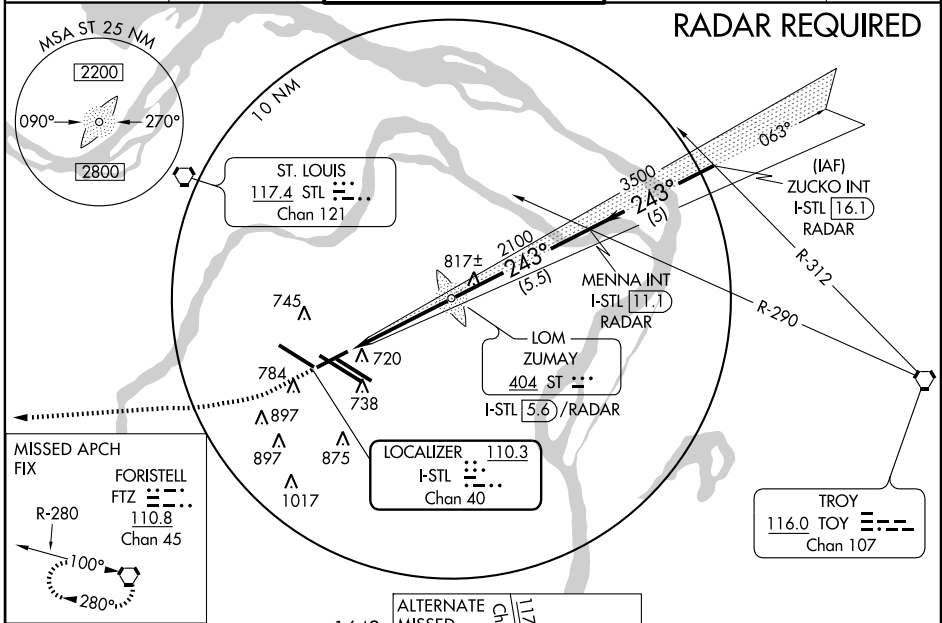 RADAR REQUIRED
MSA ST 25 NM
2200
090°
270°
2800
10 NM
ST. LOUIS
117.4 STL
Chan 121
3500
063°
243°
(5)
(IAF)
ZUCKO INT
I-STL 16.1
RADAR
2100
243°
(5.5)
817±
MENNA INT
I-STL 11.1
RADAR
R-312
R-290
745
LOM
ZUMAY
404 ST
I-STL 5.6 /RADAR
720
784
738
897
897
875
1017
LOCALIZER 110.3
I-STL
Chan 40
MISSED APCH
FIX
FORISTELL
FTZ
110.8
Chan 45
R-280
100°
280°
TROY
116.0 TOY
Chan 107
ALTERNATE
MISSED
Ch